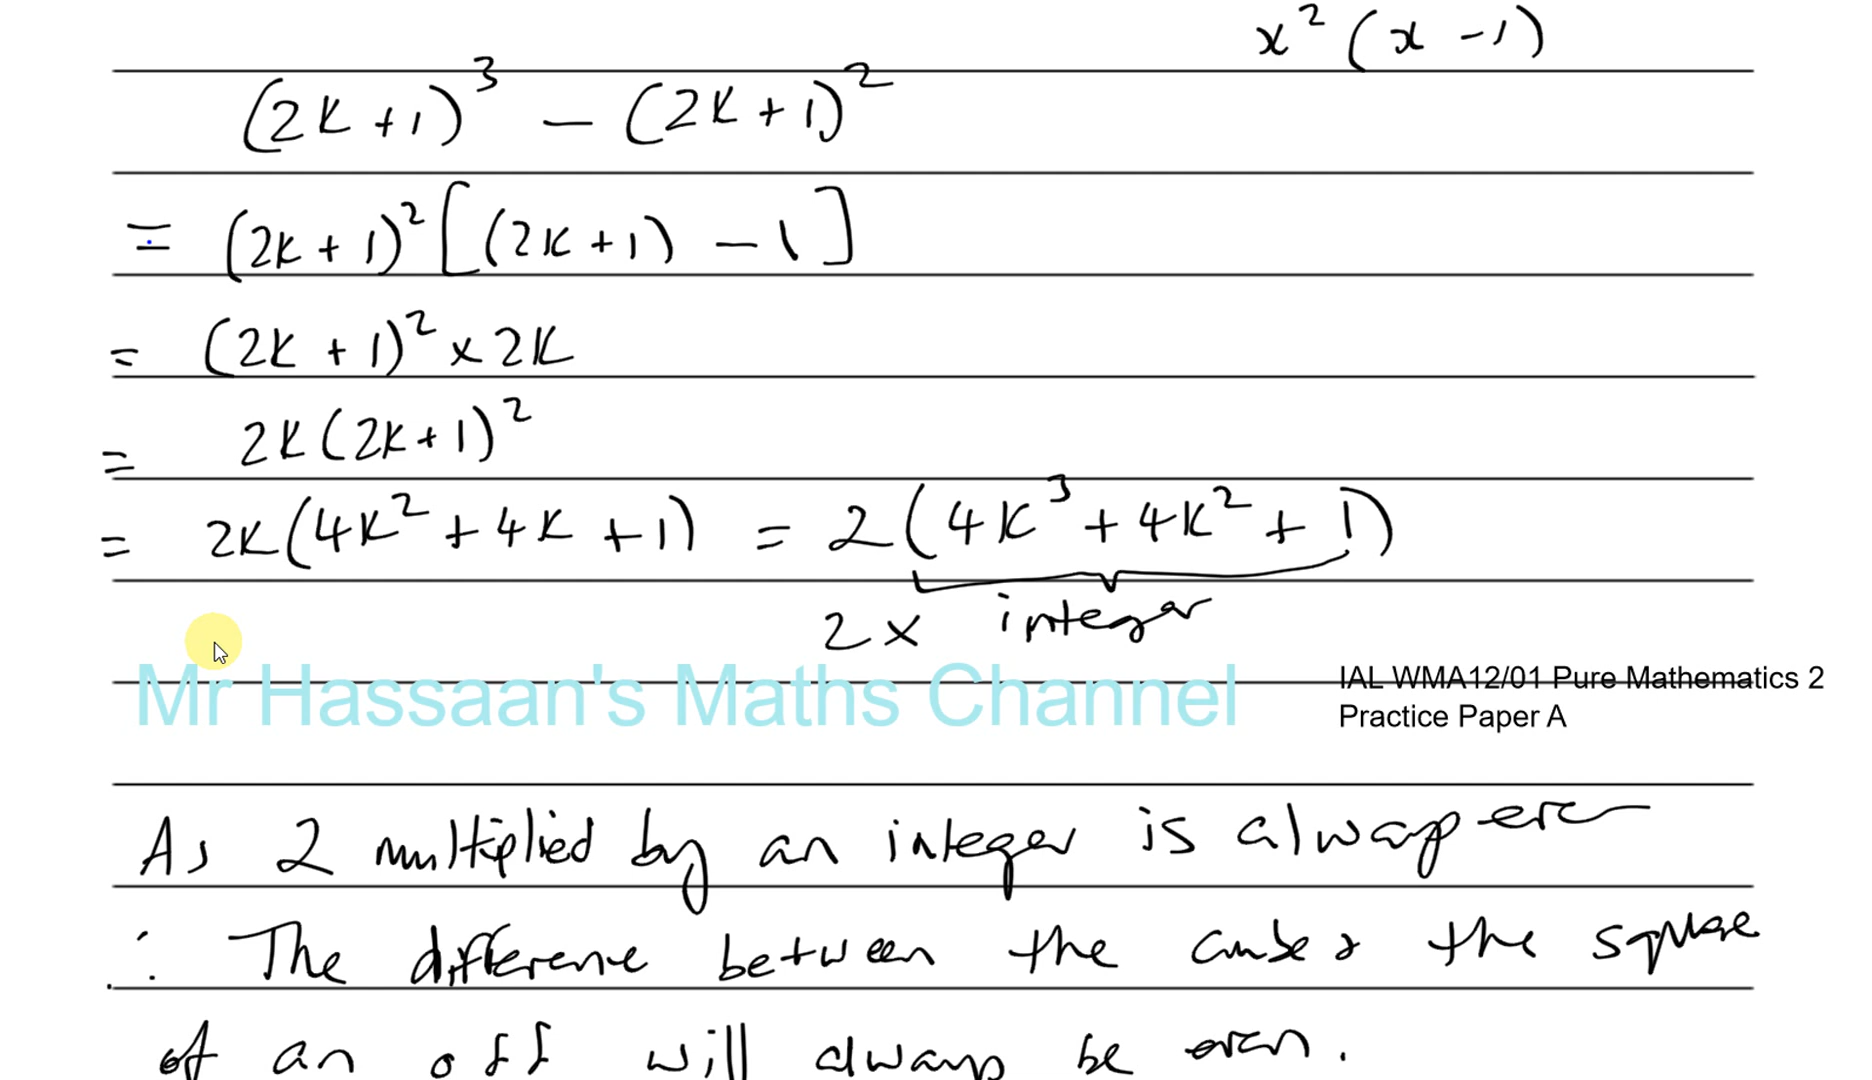 x²(x-1)
(2k+1)³ - (2k+1)²
= (2k+1)²[(2k+1) - 1]
= (2k+1)² × 2k
= 2k(2k+1)²
= 2k(4k² + 4k + 1) = 2(4k³ + 4k² + 1)
2 × integer
Mr Hassaan's Maths Channel
IAL WMA12/01 Pure Mathematics 2
Practice Paper A
As 2 multiplied by an integer is always even
∴ The difference between the cube & the square
of an off will always be even.